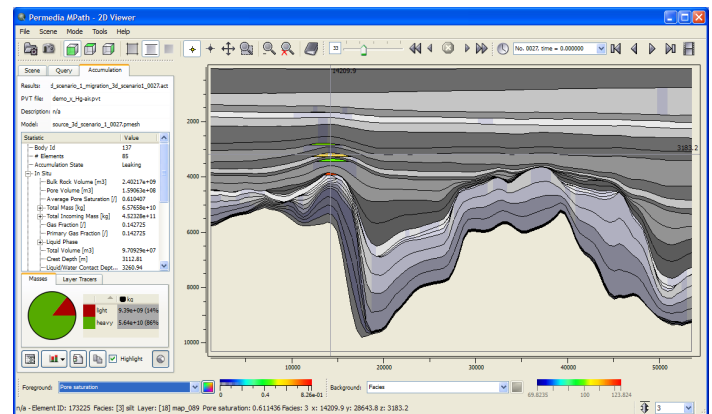 Permedia MPath - 2D Viewer
File Scene Mode Tools Help
33
No. 0027, time = 0.000000
Scene Query Accumulation
Results: d_scenario_1_migration_3d_scenario1_0027.act
PVT file: demo_x_Hg-air.pvt
Description: n/a
Model: source_3d_scenario_1_0027.pmesh
Statistic Value
Body Id 137
# Elements 85
Accumulation State Leaking
In Situ
Bulk Rock Volume [m3] 2.40217e+09
Pore Volume [m3] 1.59063e+08
Average Pore Saturation [/] 0.610407
Total Mass [kg] 6.57658e+10
Total Incoming Mass [kg] 4.52328e+11
Gas Fraction [/] 0.142725
Primary Gas Fraction [/] 0.142725
Liquid Phase
Total Volume [m3] 9.70929e+07
Crest Depth [m] 3112.81
Liquid/Water Contact Dept... 3260.94
Masses Layer Tracers
kg
light 9.39e+09 (14%
heavy 5.64e+10 (86%
Highlight
14209.9
3183.2
2000
4000
6000
8000
10000
10000 20000 30000 40000 50000
Foreground: Pore saturation
0 0.4 8.26e-01
Background: Facies
69.8235 100 123.824
n/a - Element ID: 173225 Facies: [3] silt Layer: [18] map_089 Pore saturation: 0.611436 Facies: 3 x: 14209.9 y: 28643.8 z: 3183.2
3